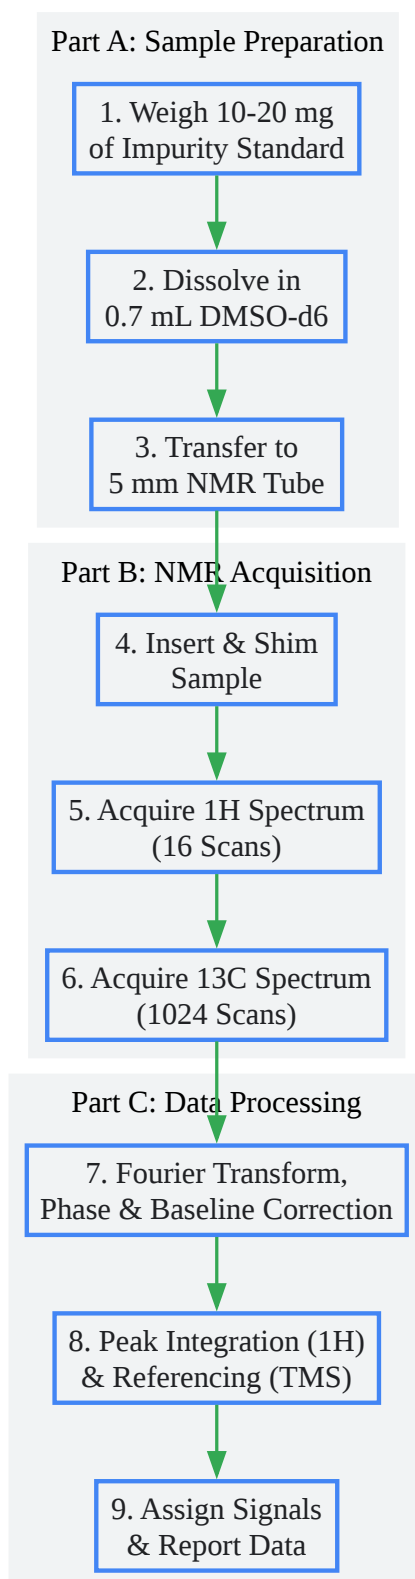 Part A: Sample Preparation
1. Weigh 10-20 mg
of Impurity Standard
2. Dissolve in
0.7 mL DMSO-d6
3. Transfer to
5 mm NMR Tube
Part B: NMR Acquisition
4. Insert & Shim
Sample
5. Acquire 1H Spectrum
(16 Scans)
6. Acquire 13C Spectrum
(1024 Scans)
Part C: Data Processing
7. Fourier Transform,
Phase & Baseline Correction
8. Peak Integration (1H)
& Referencing (TMS)
9. Assign Signals
& Report Data